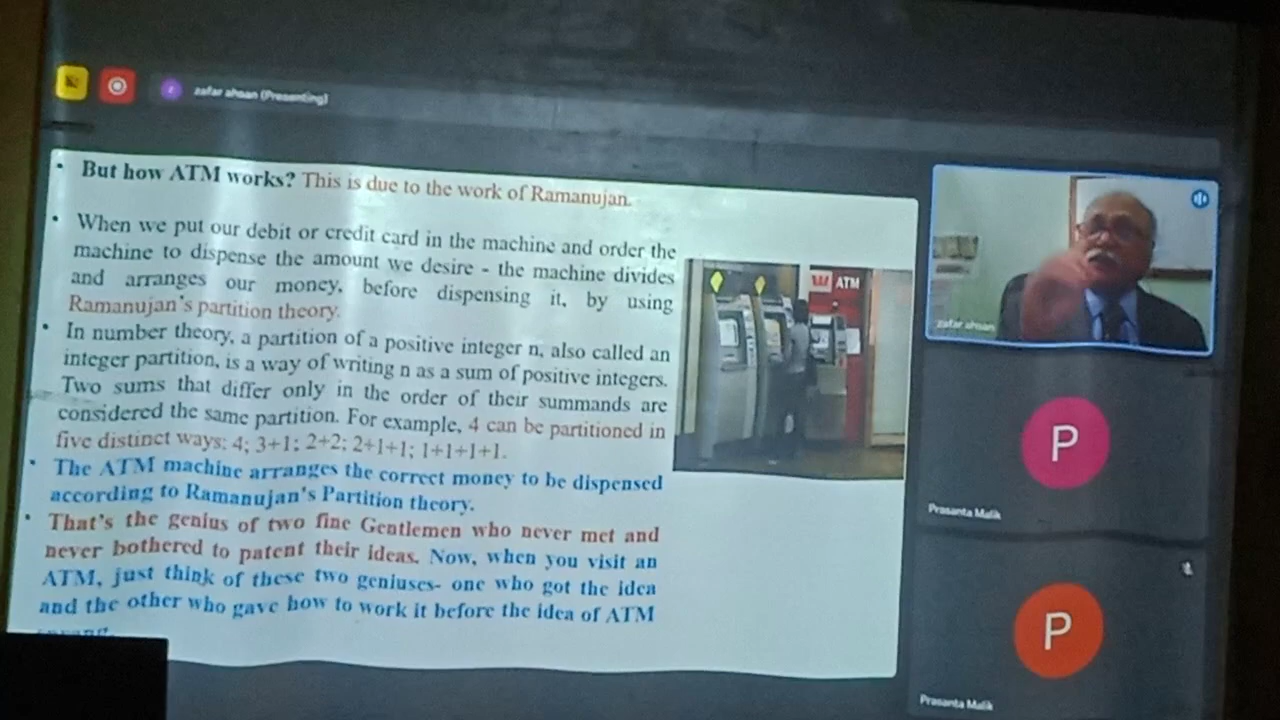 zafar ahsan (Presenting)
• But how ATM works? This is due to the work of Ramanujan.
• When we put our debit or credit card in the machine and order the
machine to dispense the amount we desire - the machine divides
and arranges our money, before dispensing it, by using
Ramanujan's partition theory.
• In number theory, a partition of a positive integer n, also called an
integer partition, is a way of writing n as a sum of positive integers.
Two sums that differ only in the order of their summands are
considered the same partition. For example, 4 can be partitioned in
five distinct ways: 4; 3+1; 2+2; 2+1+1; 1+1+1+1.
• The ATM machine arranges the correct money to be dispensed
according to Ramanujan's Partition theory.
• That's the genius of two fine Gentlemen who never met and
never bothered to patent their ideas. Now, when you visit an
ATM, just think of these two geniuses- one who got the idea
and the other who gave how to work it before the idea of ATM
ATM
zafar ahsan
P
Prasanta Malik
P
Prasanta Malik